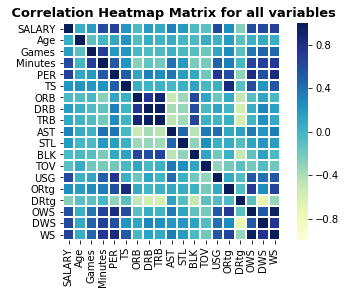 Correlation Heatmap Matrix for all variables
SALARY
Age
Games
Minutes
PER
TS
ORB
DRB
TRB
AST
STL
BLK
TOV
USG
ORtg
DRtg
OWS
DWS
WS
SALARY Age Games Minutes PER TS ORB DRB TRB AST STL BLK TOV USG ORtg DRtg OWS DWS WS
0.8
0.4
0.0
−0.4
−0.8